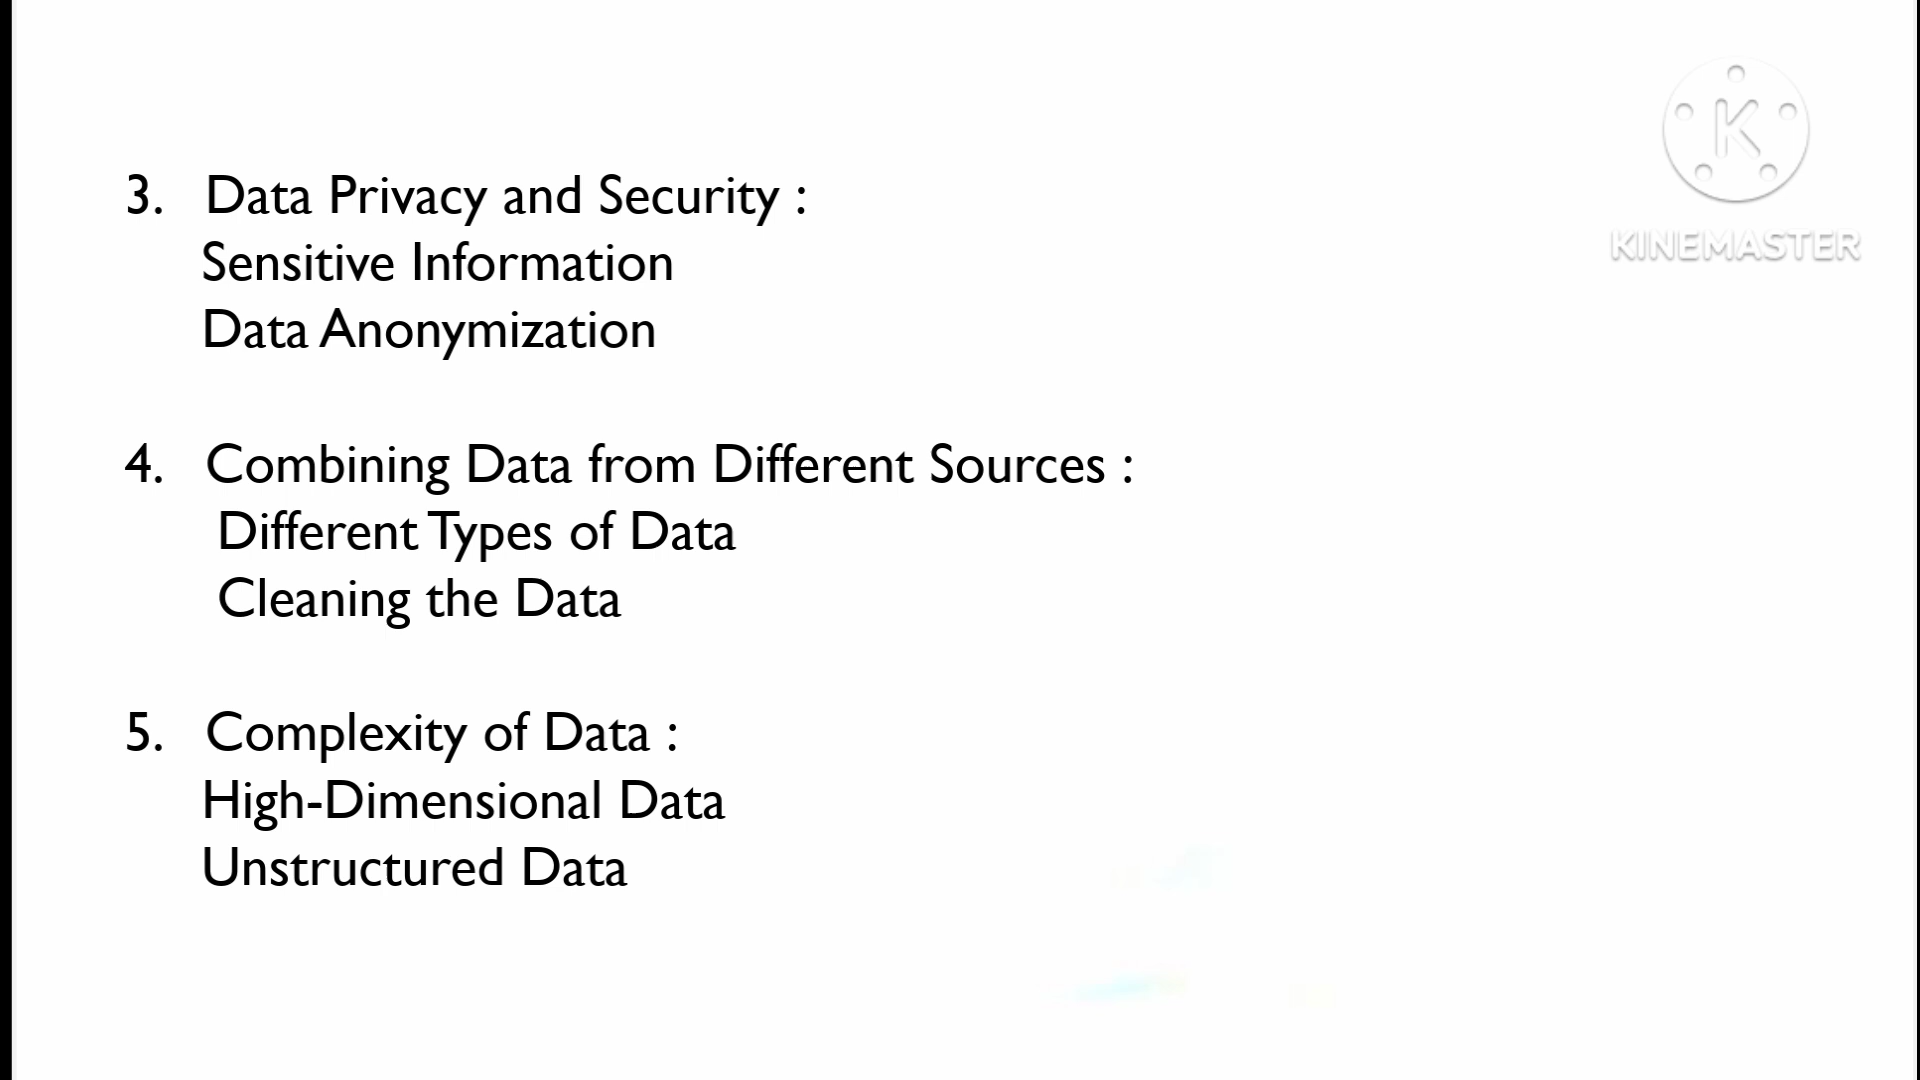 3. Data Privacy and Security :
Sensitive Information
Data Anonymization
4. Combining Data from Different Sources :
Different Types of Data
Cleaning the Data
5. Complexity of Data :
High-Dimensional Data
Unstructured Data
K
KINEMASTER